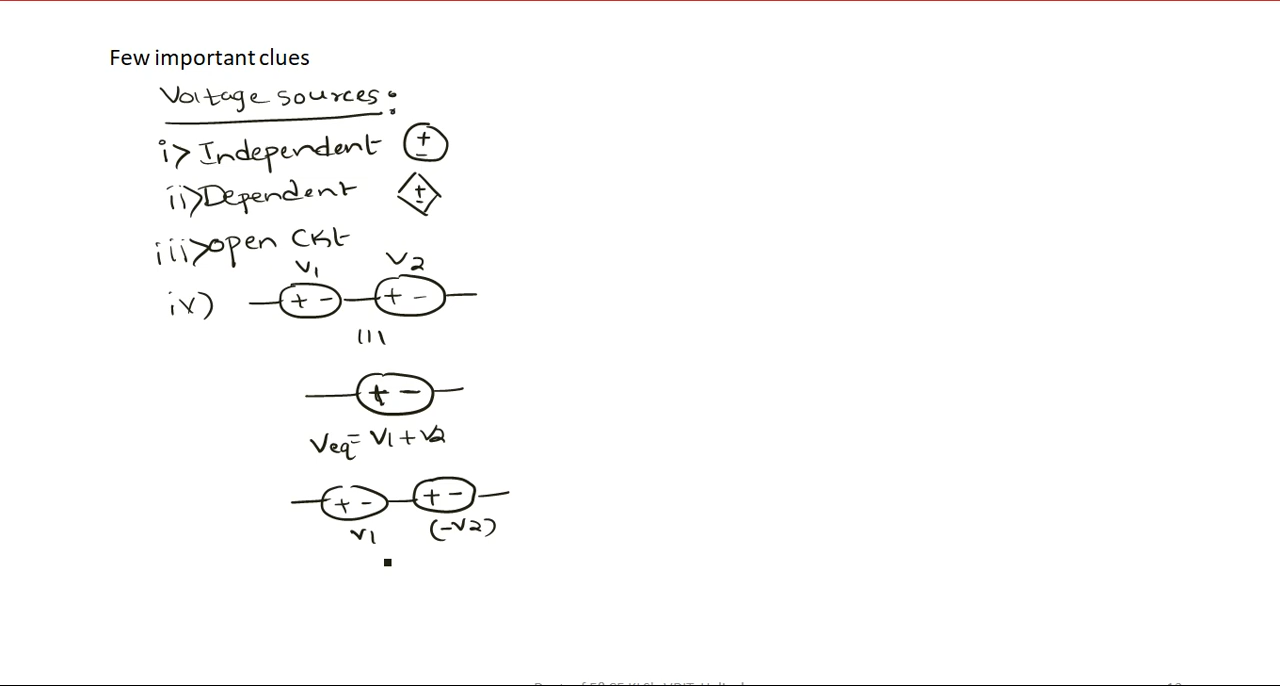 Few important clues
Voltage sources:
i> Independent ±
ii> Dependent ±
iii> open ckt
V1 V2
iv) + - + -
+ -
Veq = V1 + V2
+ - + -
V1 (-V2)